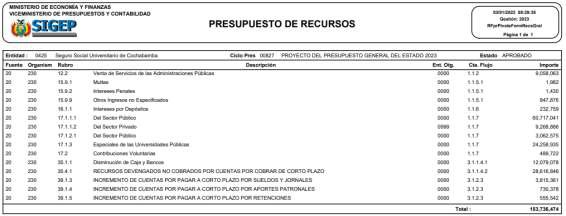 MINISTERIO DE ECONOMÍA Y FINANZAS
VICEMINISTERIO DE PRESUPUESTOS Y CONTABILIDAD
SIGEP
PRESUPUESTO DE RECURSOS
Gestión: 2023
Página 1 de 1
Entidad : 0425 Seguro Social Universitario de Cochabamba Ciclo Pres 00827 PROYECTO DEL PRESUPUESTO GENERAL DEL ESTADO 2023 Estado APROBADO
Fuente Organism Rubro Descripción Ent. Otg. Cta. Flujo Importe
20 230 12.2 Venta de Servicios de las Administraciones Públicas 0000 1.1.2 9,058,063
20 230 15.9.1 Multas 0000 1.1.5.1 1,962
20 230 15.9.2 Intereses Penales 0000 1.1.5.1 1,430
20 230 15.9.9 Otros Ingresos no Especificados 0000 1.1.5.1 947,876
20 230 16.1.1 Intereses por Depósitos 0000 1.1.6 232,759
20 230 17.1.1.1 Del Sector Público 0000 1.1.7 60,717,041
20 230 17.1.1.2 Del Sector Privado 0999 1.1.7 9,268,866
20 230 17.1.2.1 Del Sector Público 0000 1.1.7 3,062,575
20 230 17.1.3 Especiales de las Universidades Públicas 0000 1.1.7 24,258,935
20 230 17.2 Contribuciones Voluntarias 0000 1.1.7 489,722
20 230 35.1.1 Disminución de Caja y Bancos 0000 3.1.1.4.1 12,079,078
20 230 35.4.1 RECURSOS DEVENGADOS NO COBRADOS POR CUENTAS POR COBRAR DE CORTO PLAZO 0000 3.1.1.4.2 28,616,846
20 230 39.1.3 INCREMENTO DE CUENTAS POR PAGAR A CORTO PLAZO POR SUELDOS Y JORNALES 0000 3.1.2.3 3,615,361
20 230 39.1.4 INCREMENTO DE CUENTAS POR PAGAR A CORTO PLAZO POR APORTES PATRONALES 0000 3.1.2.3 730,378
20 230 39.1.5 INCREMENTO DE CUENTAS POR PAGAR A CORTO PLAZO POR RETENCIONES 0000 3.1.2.3 555,542
Total : 153,736,474